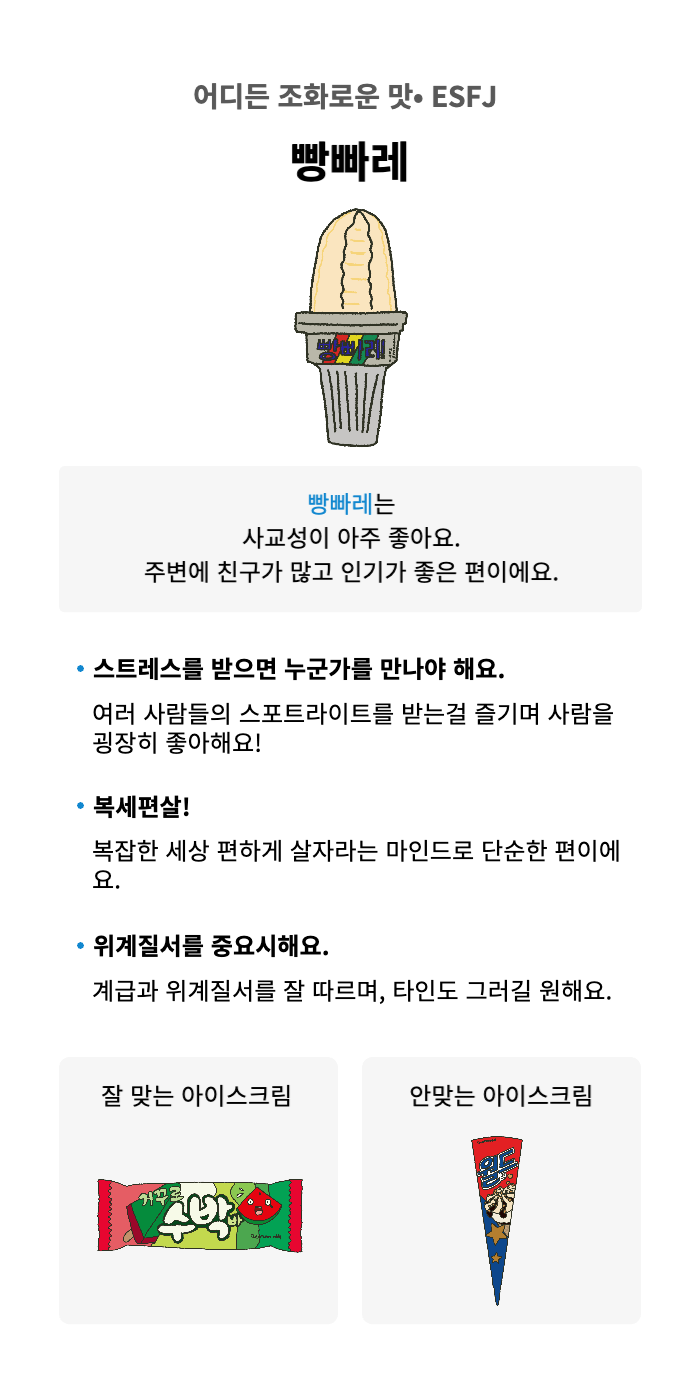 어디든 조화로운 맛• ESFJ
빵빠레
빵빠레
빵빠레는
사교성이 아주 좋아요.
주변에 친구가 많고 인기가 좋은 편이에요.
• 스트레스를 받으면 누군가를 만나야 해요.
여러 사람들의 스포트라이트를 받는걸 즐기며 사람을
굉장히 좋아해요!
• 복세편살!
복잡한 세상 편하게 살자라는 마인드로 단순한 편이에
요.
• 위계질서를 중요시해요.
계급과 위계질서를 잘 따르며, 타인도 그러길 원해요.
잘 맞는 아이스크림
안맞는 아이스크림
거꾸로
수박바
월드